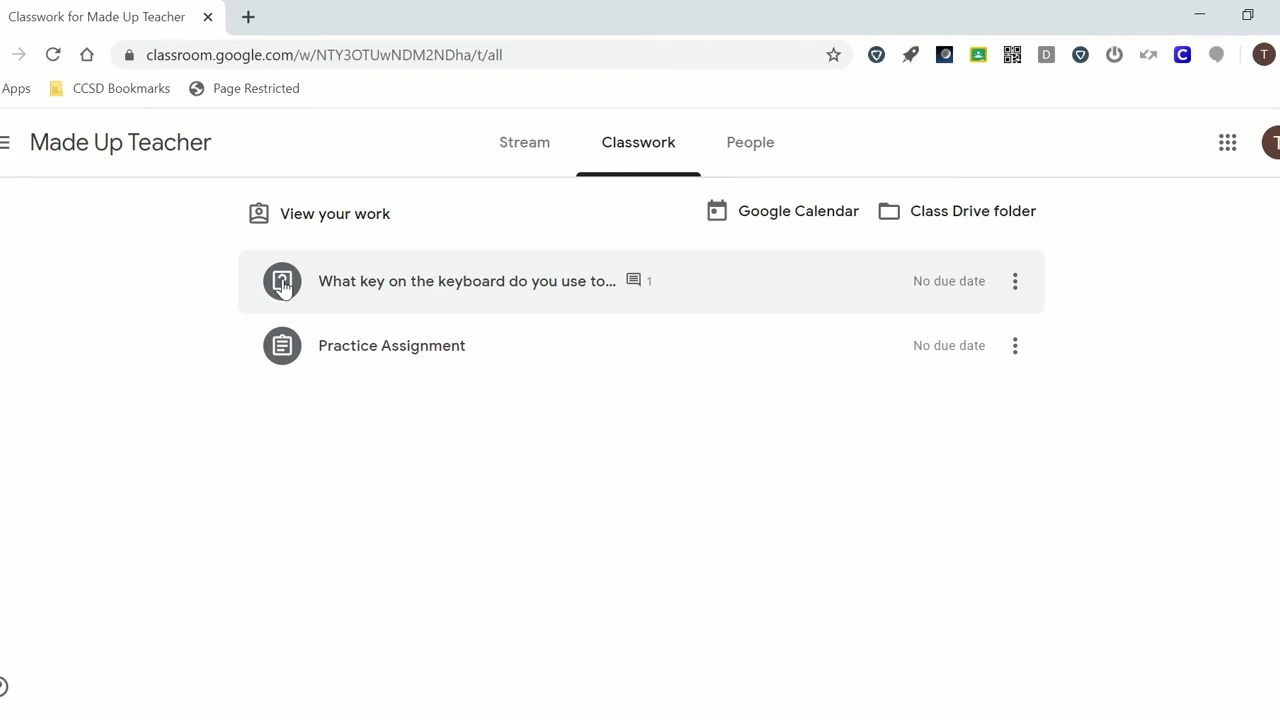 Classwork for Made Up Teacher
classroom.google.com/w/NTY3OTUwNDM2NDha/t/all
T
Apps
CCSD Bookmarks
Page Restricted
Made Up Teacher
Stream
Classwork
People
T
View your work
Google Calendar
Class Drive folder
What key on the keyboard do you use to...
1
No due date
Practice Assignment
No due date